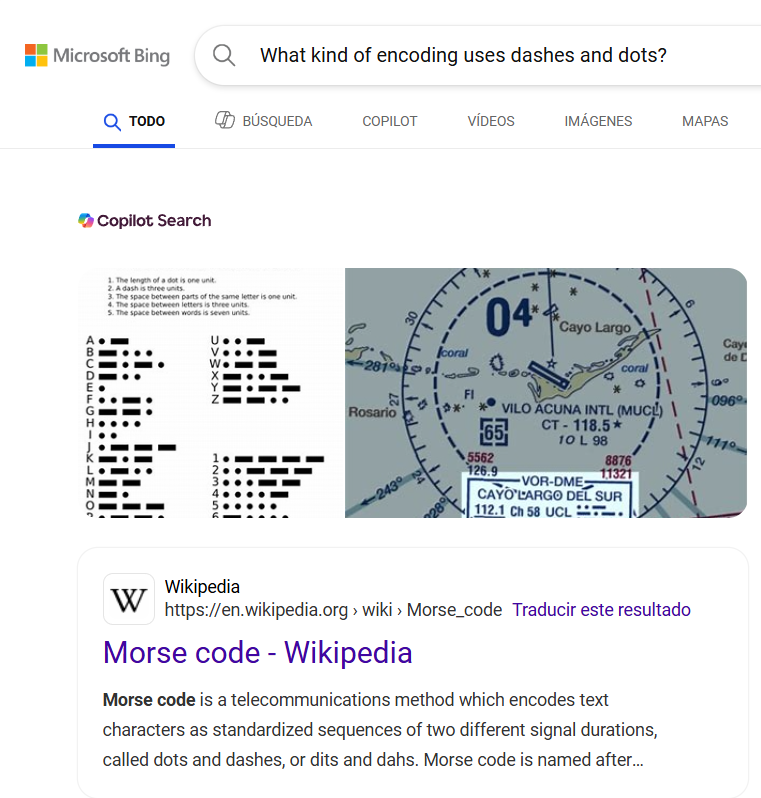 Microsoft Bing
What kind of encoding uses dashes and dots?
TODO BÚSQUEDA COPILOT VÍDEOS IMÁGENES MAPAS
Copilot Search
1. The length of a dot is one unit.
2. A dash is three units.
3. The space between parts of the same letter is one unit.
4. The space between letters is three units.
5. The space between words is seven units.
A
B
C
D
E
F
G
H
I
J
K
L
M
N
O
U
V
W
X
Y
Z
1
2
3
4
5
6
04
30
6
Cayo Largo
Cayo
de
coral
281°
coral
27
FI
096°
Rosario
VILO ACUNA INTL (MUCL)
CT - 118.5★
65
10 L 98
111°
12
5562
8876
126.9
11321
24
243°
VOR-DME
CAYO LARGO DEL SUR
028°
112.1 Ch 58 UCL
W
Wikipedia
https://en.wikipedia.org › wiki › Morse_code Traducir este resultado
Morse code - Wikipedia
Morse code is a telecommunications method which encodes text
characters as standardized sequences of two different signal durations,
called dots and dashes, or dits and dahs. Morse code is named after…